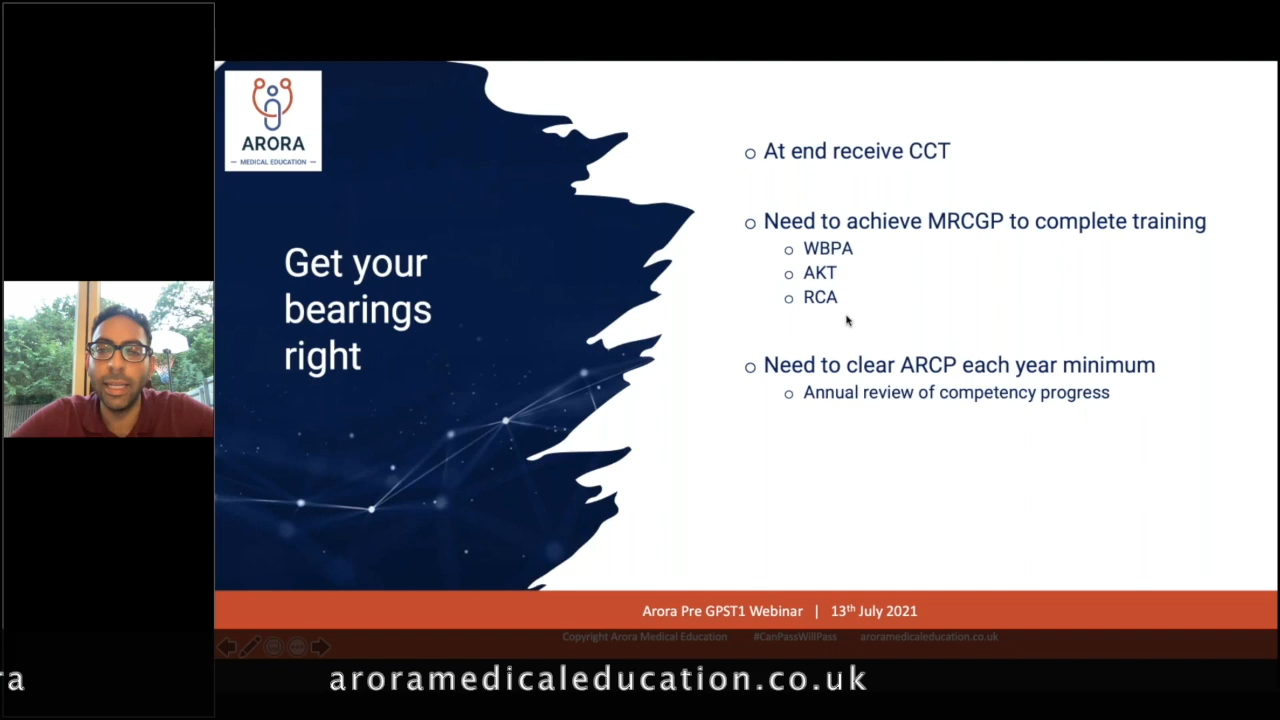 ARORA
MEDICAL EDUCATION
Get your
bearings
right
At end receive CCT
Need to achieve MRCGP to complete training
WBPA
AKT
RCA
Need to clear ARCP each year minimum
Annual review of competency progress
Arora Pre GPST1 Webinar | 13th July 2021
Copyright Arora Medical Education #CanPassWillPass aroramedicaleducation.co.uk
ra aroramedicaleducation.co.uk